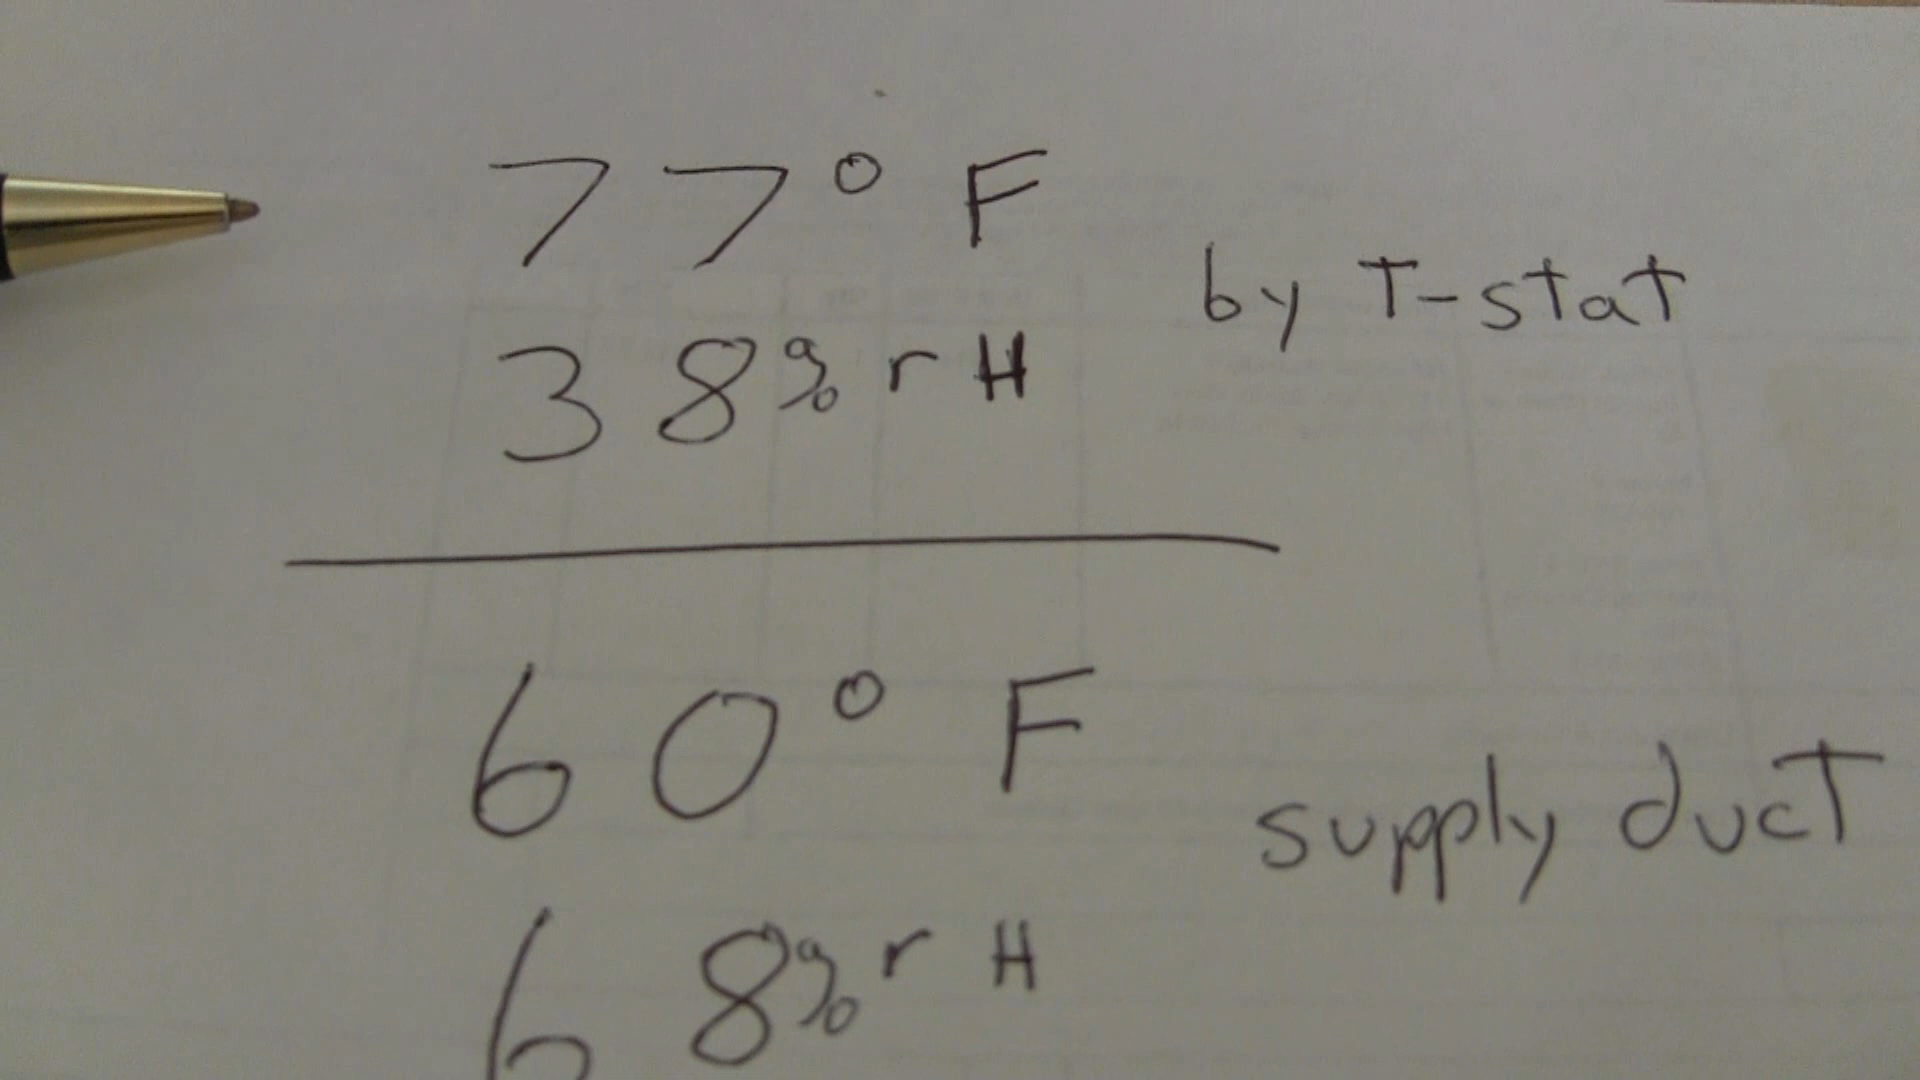 77° F
by T-stat
38% rH
60° F
supply duct
68% rH